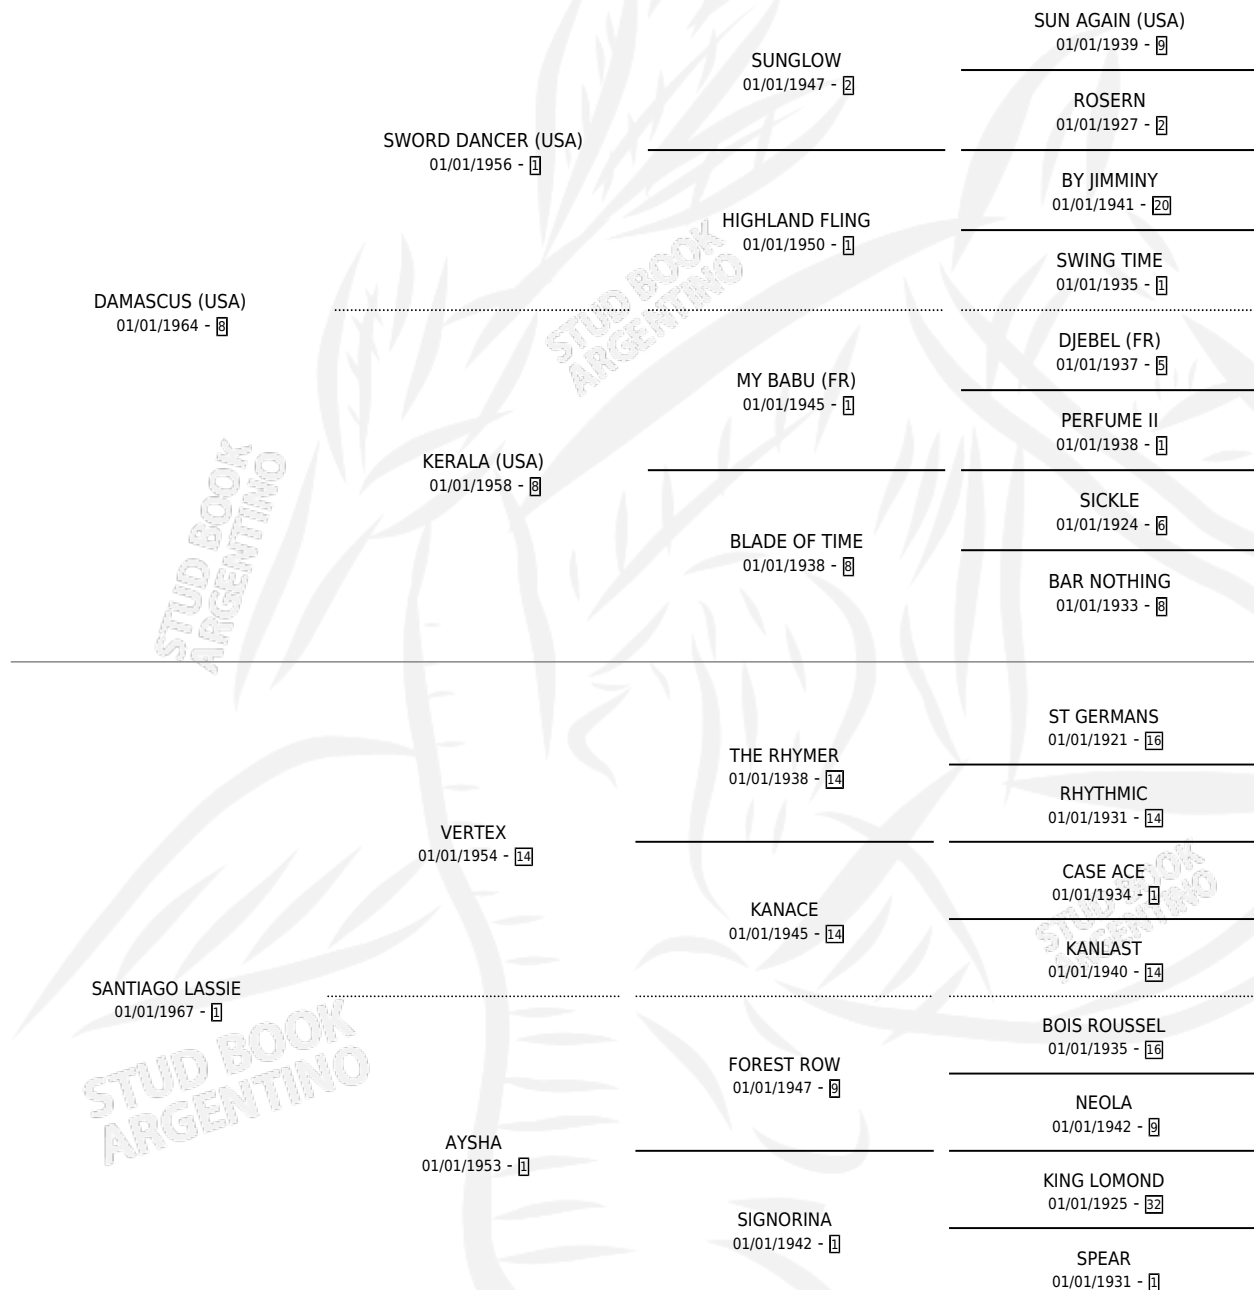 SUN AGAIN (USA)
01/01/1939 - 9
SUNGLOW
01/01/1947 - 2
ROSERN
01/01/1927 - 2
SWORD DANCER (USA)
01/01/1956 - 1
BY JIMMINY
01/01/1941 - 20
HIGHLAND FLING
01/01/1950 - 1
SWING TIME
01/01/1935 - 1
DAMASCUS (USA)
01/01/1964 - 8
DJEBEL (FR)
01/01/1937 - 5
MY BABU (FR)
01/01/1945 - 1
PERFUME II
01/01/1938 - 1
KERALA (USA)
01/01/1958 - 8
SICKLE
01/01/1924 - 6
BLADE OF TIME
01/01/1938 - 8
BAR NOTHING
01/01/1933 - 8
ST GERMANS
01/01/1921 - 16
THE RHYMER
01/01/1938 - 14
RHYTHMIC
01/01/1931 - 14
VERTEX
01/01/1954 - 14
CASE ACE
01/01/1934 - 1
KANACE
01/01/1945 - 14
KANLAST
01/01/1940 - 14
SANTIAGO LASSIE
01/01/1967 - 1
BOIS ROUSSEL
01/01/1935 - 16
FOREST ROW
01/01/1947 - 9
NEOLA
01/01/1942 - 9
AYSHA
01/01/1953 - 1
KING LOMOND
01/01/1925 - 32
SIGNORINA
01/01/1942 - 1
SPEAR
01/01/1931 - 1
STUD BOOK
ARGENTINO
STUD BOOK
ARGENTINO
STUD BOOK
ARGENTINO
STUD BOOK
ARGENTINO